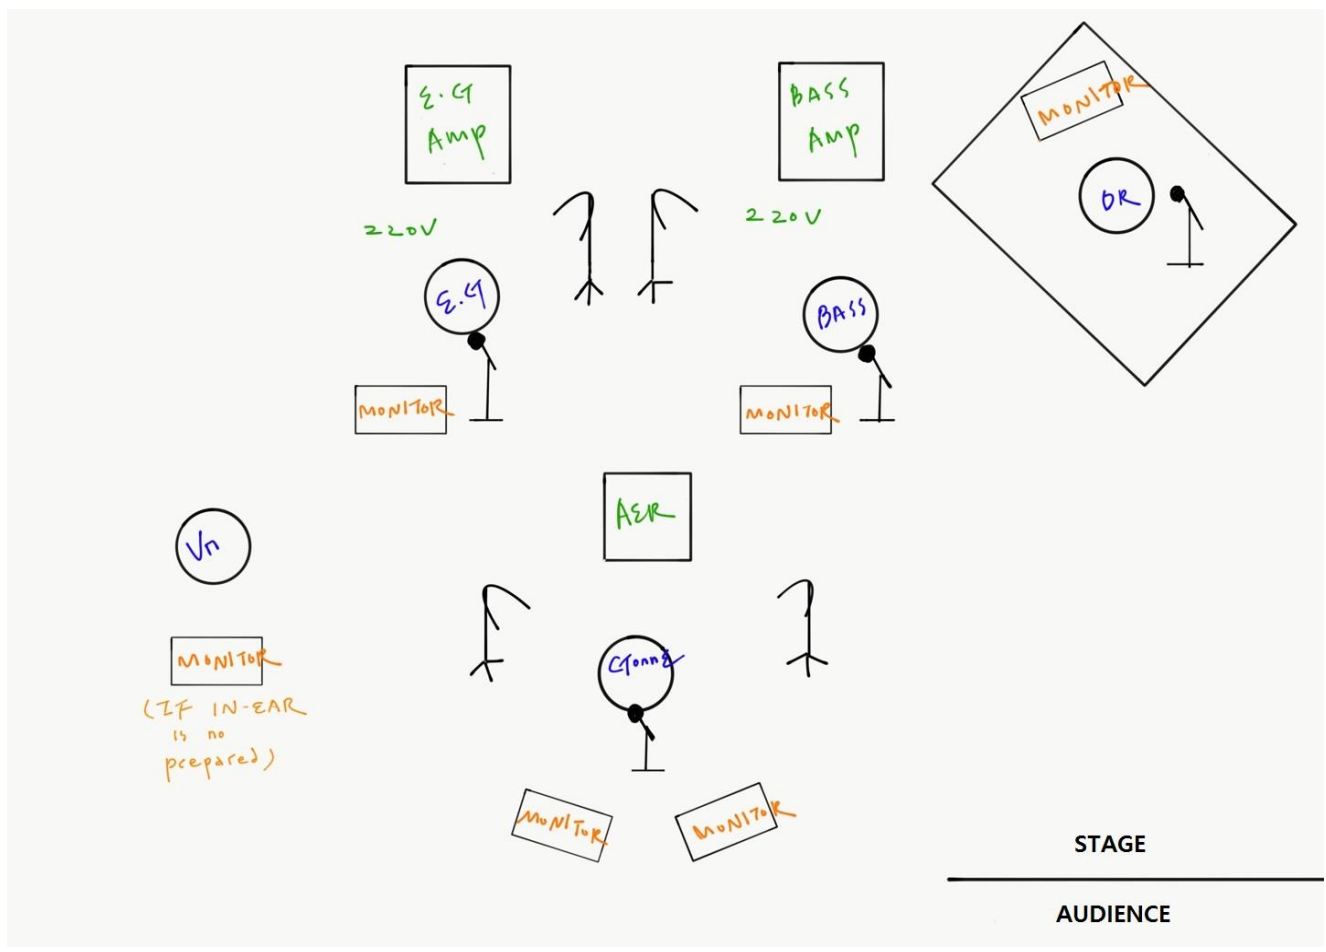 E.G
AMP
BASS
AMP
MONITOR
DR
220V
220V
E.G
BASS
MONITOR
MONITOR
AER
Vn
MONITOR
(IF IN-EAR
is no
prepared)
GonnE
MONITOR
MONITOR
STAGE
AUDIENCE